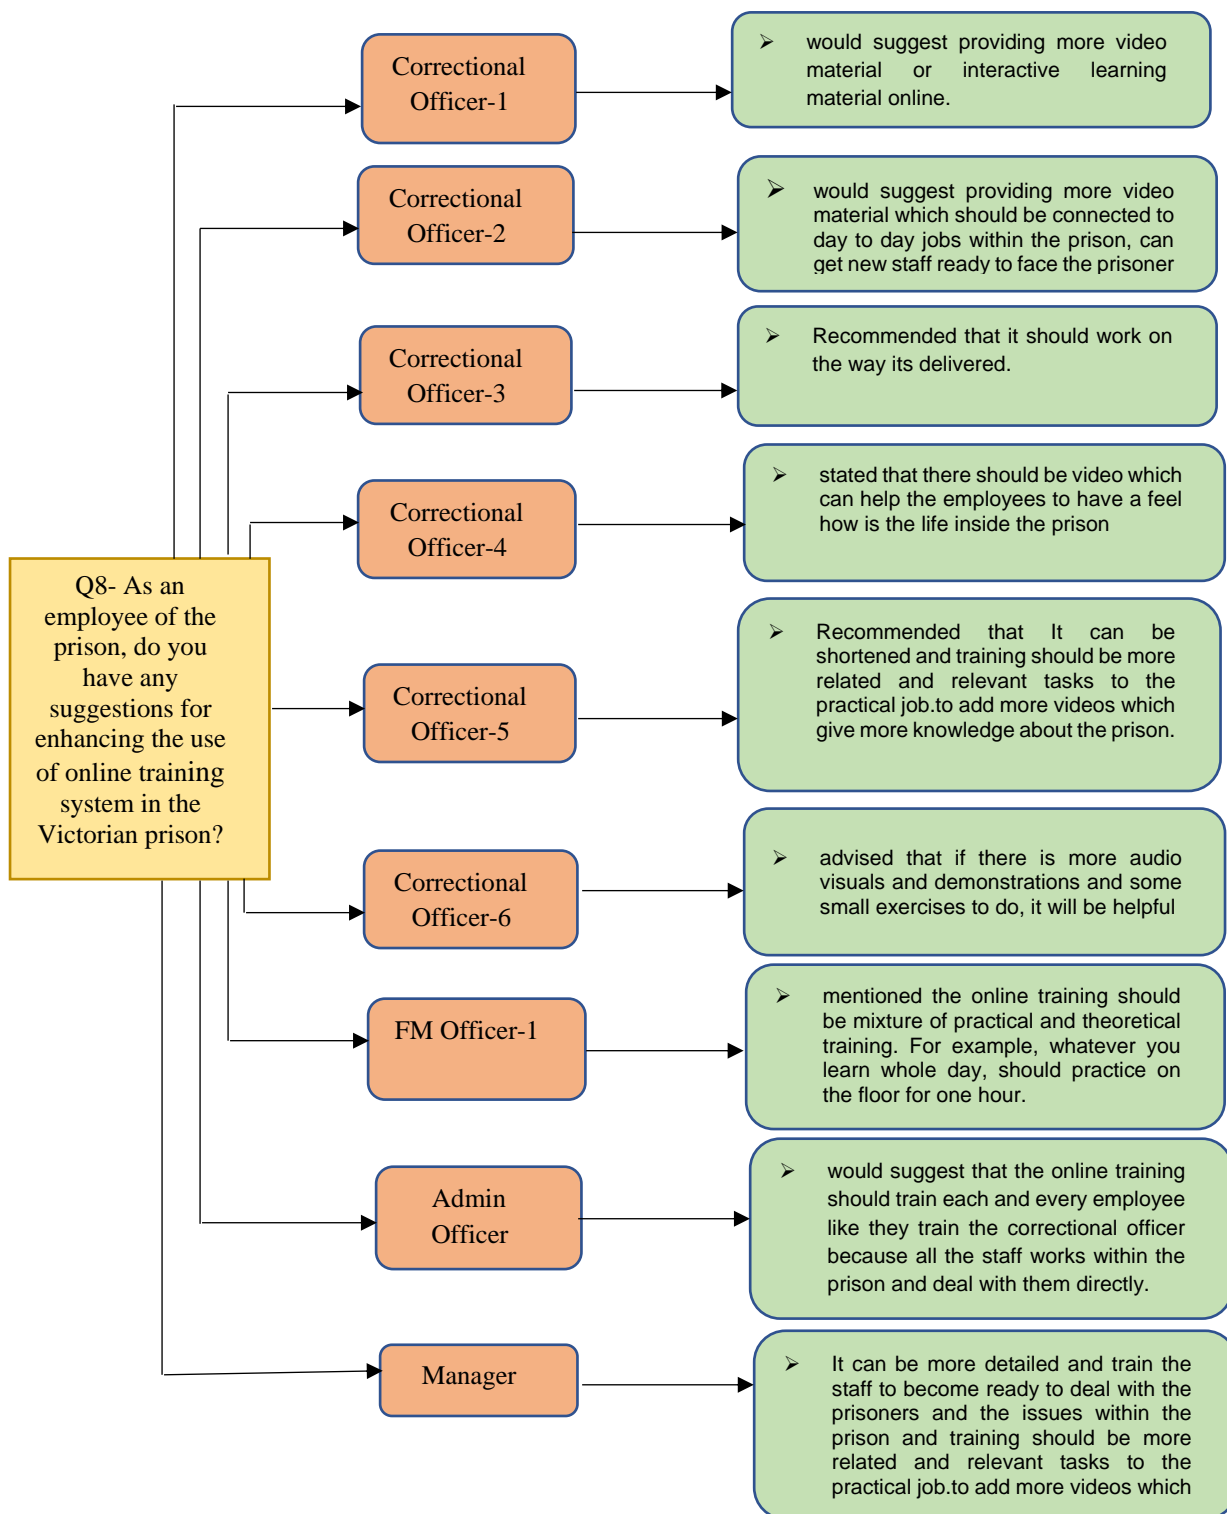 Q8- As an
employee of the
prison, do you
have any
suggestions for
enhancing the use
of online training
system in the
Victorian prison?
Correctional
Officer-1
➢ would suggest providing more video
material or interactive learning
material online.
Correctional
Officer-2
➢ would suggest providing more video
material which should be connected to
day to day jobs within the prison, can
get new staff ready to face the prisoner
Correctional
Officer-3
➢ Recommended that it should work on
the way its delivered.
Correctional
Officer-4
➢ stated that there should be video which
can help the employees to have a feel
how is the life inside the prison
Correctional
Officer-5
➢ Recommended that It can be
shortened and training should be more
related and relevant tasks to the
practical job.to add more videos which
give more knowledge about the prison.
Correctional
Officer-6
➢ advised that if there is more audio
visuals and demonstrations and some
small exercises to do, it will be helpful
FM Officer-1
➢ mentioned the online training should
be mixture of practical and theoretical
training. For example, whatever you
learn whole day, should practice on
the floor for one hour.
Admin
Officer
➢ would suggest that the online training
should train each and every employee
like they train the correctional officer
because all the staff works within the
prison and deal with them directly.
Manager
➢ It can be more detailed and train the
staff to become ready to deal with the
prisoners and the issues within the
prison and training should be more
related and relevant tasks to the
practical job.to add more videos which